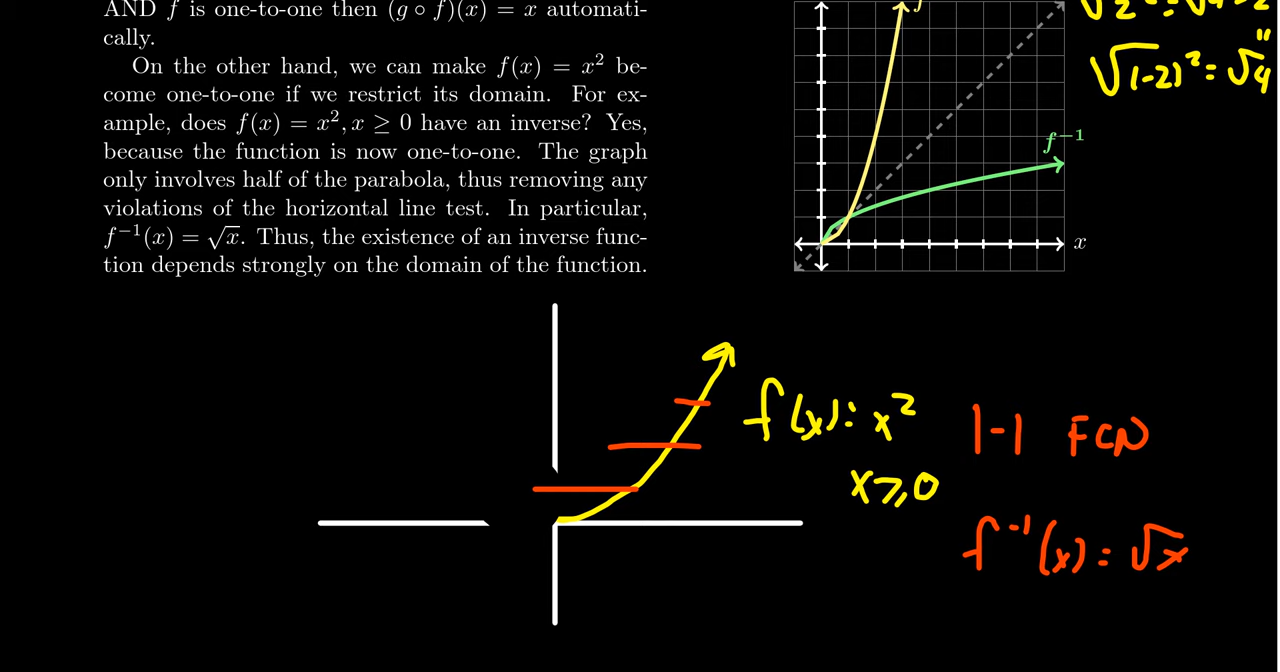 AND f is one-to-one then (g ∘ f)(x) = x automati-
cally.
On the other hand, we can make f(x) = x² be-
come one-to-one if we restrict its domain. For ex-
ample, does f(x) = x², x ≥ 0 have an inverse? Yes,
because the function is now one-to-one. The graph
only involves half of the parabola, thus removing any
violations of the horizontal line test. In particular,
f⁻¹(x) = √x. Thus, the existence of an inverse func-
tion depends strongly on the domain of the function.
f
f⁻¹
x
√(-2)² = √4
f(x) = x²
x ≥ 0
1-1 FCN
f⁻¹(x) = √x